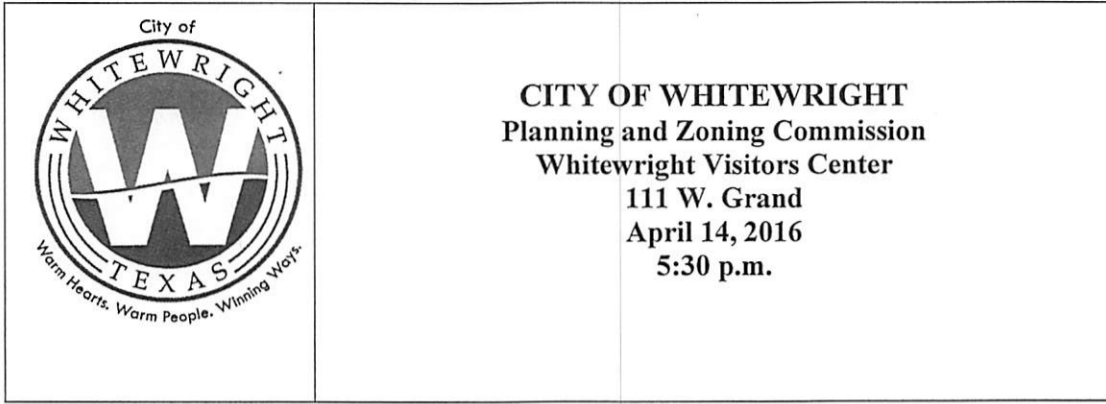 City of
WHITEWRIGHT
W
TEXAS
Warm Hearts. Warm People. Winning Ways.
CITY OF WHITEWRIGHT
Planning and Zoning Commission
Whitewright Visitors Center
111 W. Grand
April 14, 2016
5:30 p.m.